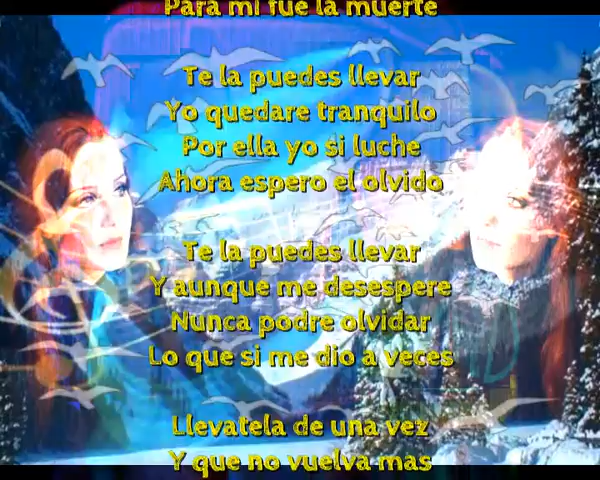 Para mi fue la muerte
Te la puedes llevar
Yo quedare tranquilo
Por ella yo si luche
Ahora espero el olvido
Te la puedes llevar
Y aunque me desespere
Nunca podre olvidar
Lo que si me dio a veces
Llevatela de una vez
Y que no vuelva mas